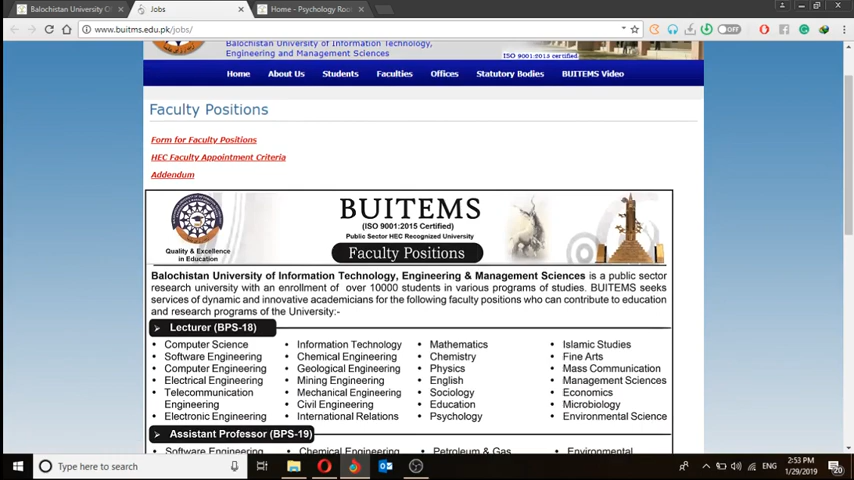 Balochistan University O
Jobs
Home – Psychology Roo
www.buitms.edu.pk/jobs/
OFF
Balochistan University of Information Technology,
Engineering and Management Sciences
ISO 9001:2015 certified
Home About Us Students Faculties Offices Statutory Bodies BUITEMS Video
Faculty Positions
Form for Faculty Positions
HEC Faculty Appointment Criteria
Addendum
BUITEMS
(ISO 9001:2015 Certified)
Public Sector HEC Recognized University
Faculty Positions
Quality & Excellence
in Education
Balochistan University of Information Technology, Engineering & Management Sciences is a public sector
research university with an enrollment of over 10000 students in various programs of studies. BUITEMS seeks
services of dynamic and innovative academicians for the following faculty positions who can contribute to education
and research programs of the University:-
Lecturer (BPS-18)
• Computer Science • Information Technology • Mathematics • Islamic Studies
• Software Engineering • Chemical Engineering • Chemistry • Fine Arts
• Computer Engineering • Geological Engineering • Physics • Mass Communication
• Electrical Engineering • Mining Engineering • English • Management Sciences
• Telecommunication • Mechanical Engineering • Sociology • Economics
Engineering • Civil Engineering • Education • Microbiology
• Electronic Engineering • International Relations • Psychology • Environmental Science
Assistant Professor (BPS-19)
• Software Engineering • Chemical Engineering • Petroleum & Gas • Environmental
Type here to search
ENG
2:53 PM
1/29/2019
20